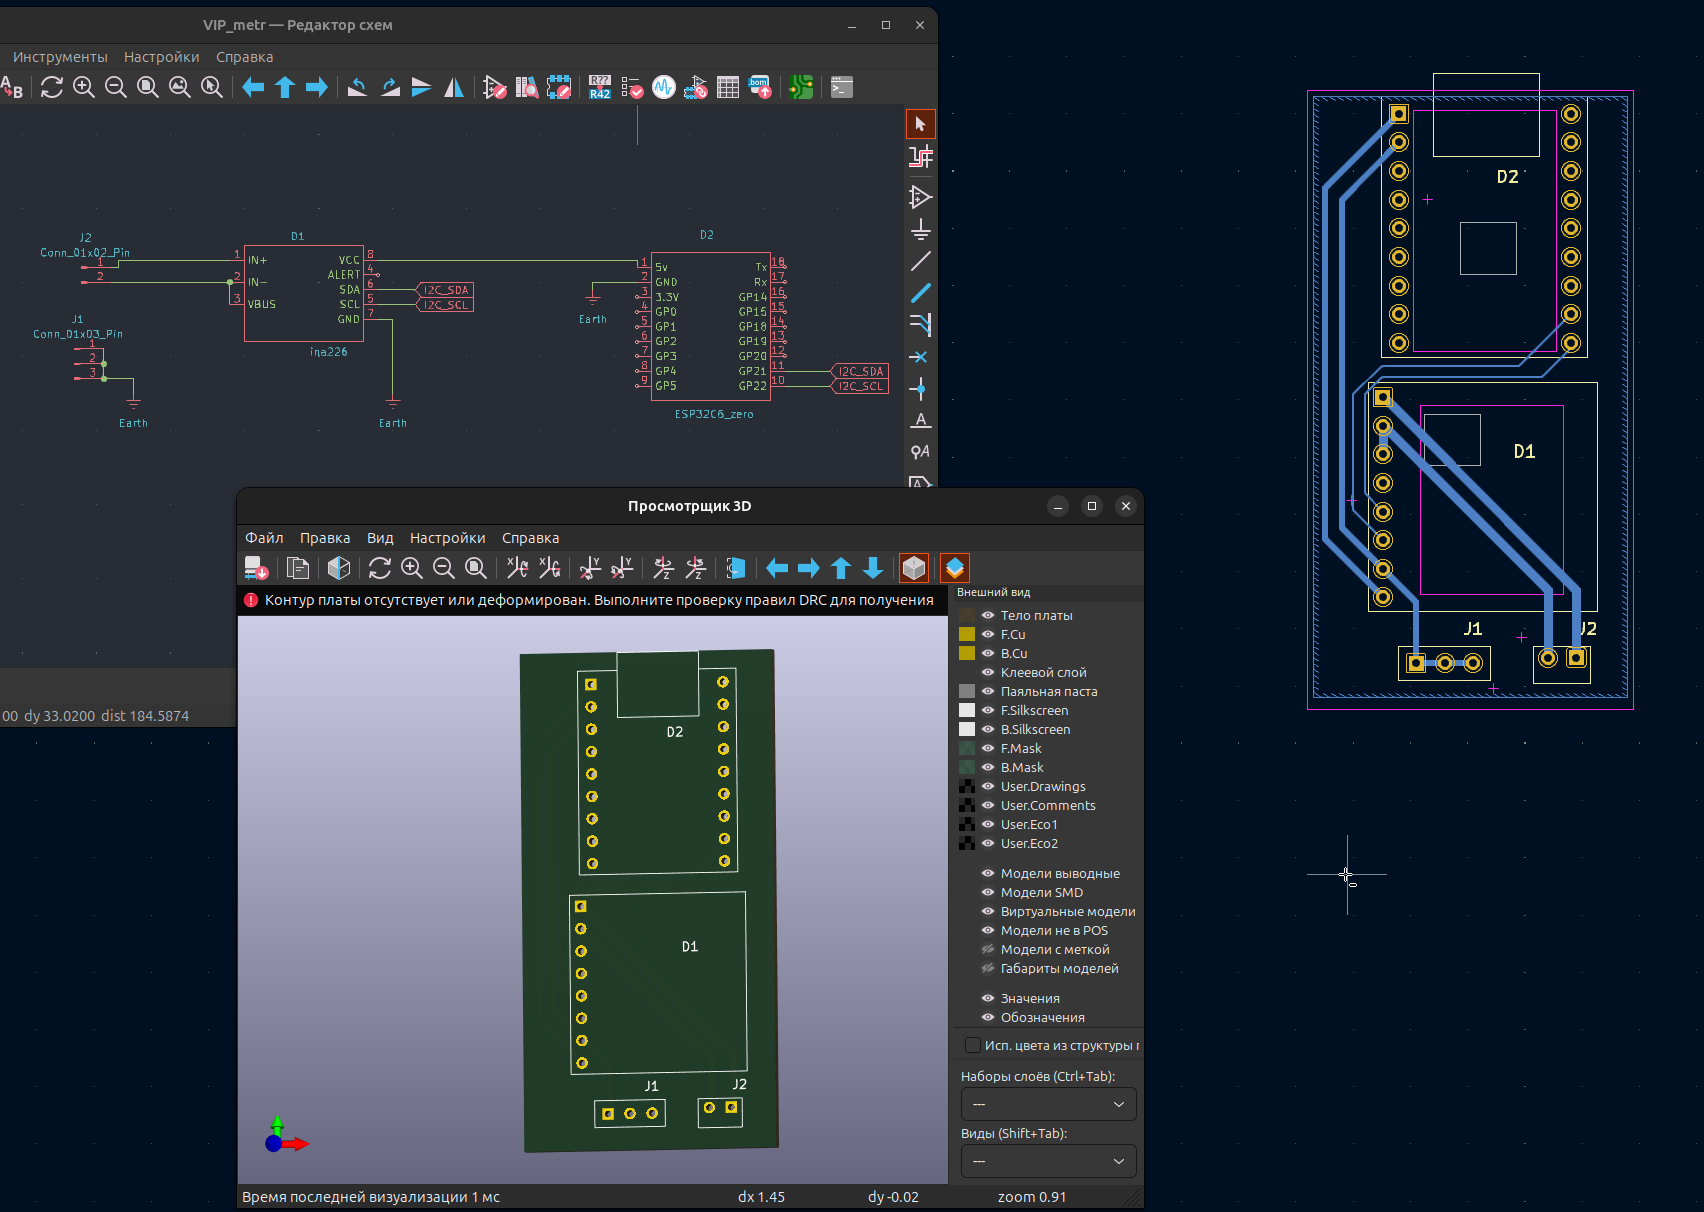 VIP_metr — Редактор схем
Инструменты Настройки Справка
R??
R42
bom
J2
Conn_01x02_Pin
1
2
J1
Conn_01x03_Pin
1
2
3
Earth
D1
1 IN+ VCC 8
ALERT 4
2 IN- SDA 6
3 VBUS SCL 5
GND 7
ina226
I2C_SDA
I2C_SCL
Earth
Earth
D2
1 5v Tx 18
2 GND Rx 17
3 3.3V GP14 16
4 GP0 GP15 15
5 GP1 GP18 14
6 GP2 GP19 13
7 GP3 GP20 12
8 GP4 GP21 11
9 GP5 GP22 10
ESP32C6_zero
I2C_SDA
I2C_SCL
00 dy 33.0200 dist 184.5874
D2
D1
J1
J2
Просмотрщик 3D
Файл Правка Вид Настройки Справка
Контур платы отсутствует или деформирован. Выполните проверку правил DRC для получения
D2
D1
J1
J2
Внешний вид
Тело платы
F.Cu
B.Cu
Клеевой слой
Паяльная паста
F.Silkscreen
B.Silkscreen
F.Mask
B.Mask
User.Drawings
User.Comments
User.Eco1
User.Eco2
Модели выводные
Модели SMD
Виртуальные модели
Модели не в POS
Модели с меткой
Габариты моделей
Значения
Обозначения
Исп. цвета из структуры
Наборы слоёв (Ctrl+Tab):
---
Виды (Shift+Tab):
---
Время последней визуализации 1 мс dx 1.45 dy -0.02 zoom 0.91